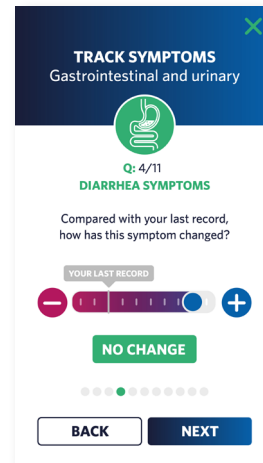 TRACK SYMPTOMS
Gastrointestinal and urinary
Q: 4/11
DIARRHEA SYMPTOMS
Compared with your last record,
how has this symptom changed?
YOUR LAST RECORD
NO CHANGE
BACK
NEXT